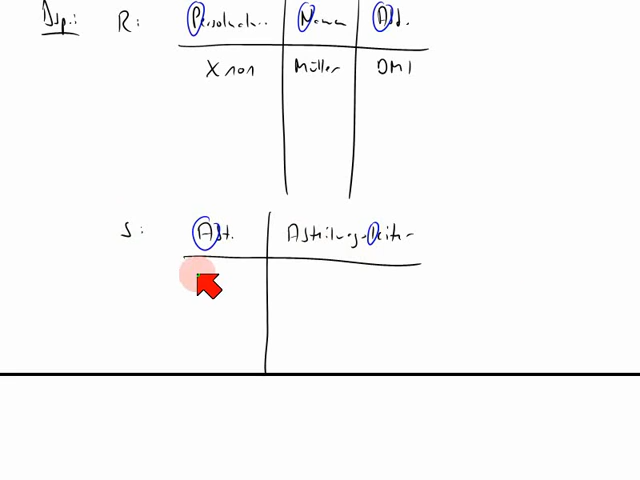 Bsp.: R: Personalnr. Name Abt.
X101 Müller DM1
S: Abt. Abteilungsleiter